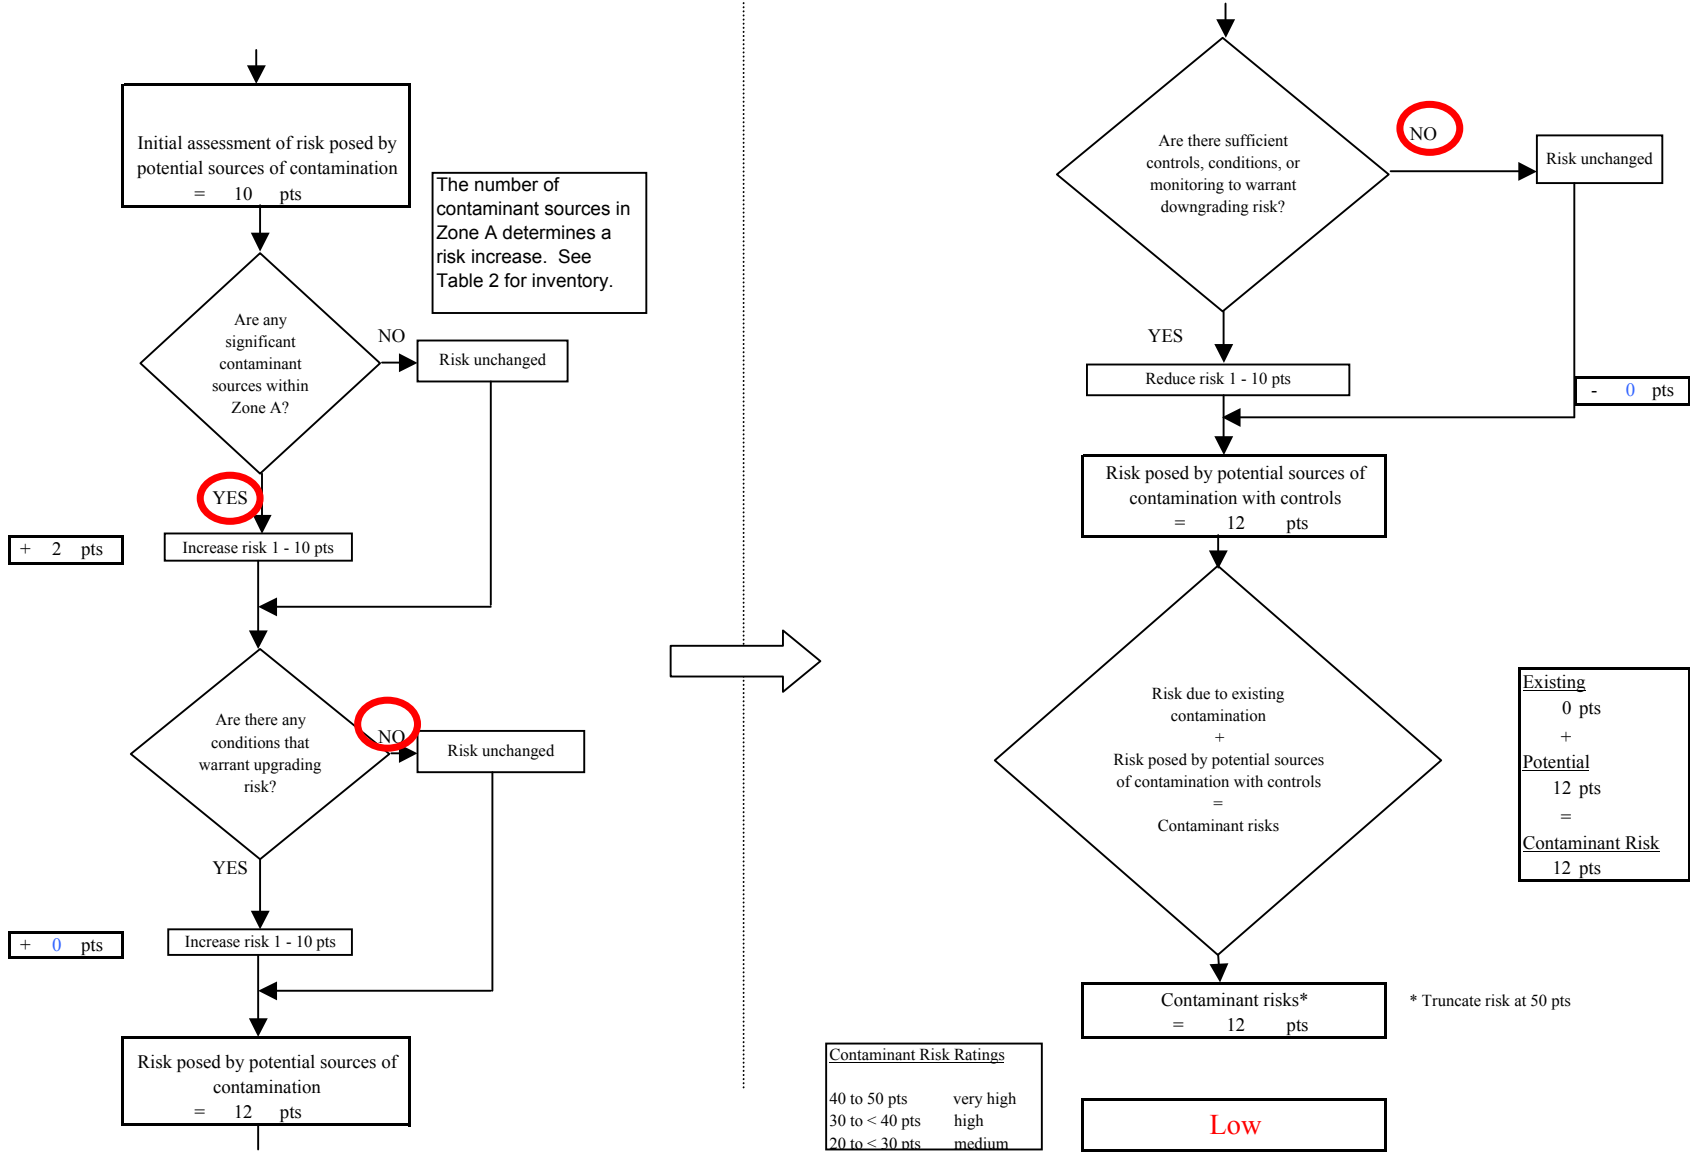 Initial assessment of risk posed by
potential sources of contamination
= 10 pts
The number of
contaminant sources in
Zone A determines a
risk increase. See
Table 2 for inventory.
Are any
significant
contaminant
sources within
Zone A?
NO
Risk unchanged
YES
+ 2 pts
Increase risk 1 - 10 pts
Are there any
conditions that
warrant upgrading
risk?
NO
Risk unchanged
YES
+ 0 pts
Increase risk 1 - 10 pts
Risk posed by potential sources of
contamination
= 12 pts
Are there sufficient
controls, conditions, or
monitoring to warrant
downgrading risk?
NO
Risk unchanged
YES
Reduce risk 1 - 10 pts
- 0 pts
Risk posed by potential sources of
contamination with controls
= 12 pts
Risk due to existing
contamination
+
Risk posed by potential sources
of contamination with controls
=
Contaminant risks
Existing
0 pts
+
Potential
12 pts
=
Contaminant Risk
12 pts
Contaminant risks*
= 12 pts
* Truncate risk at 50 pts
Contaminant Risk Ratings
40 to 50 pts very high
30 to < 40 pts high
20 to < 30 pts medium
Low